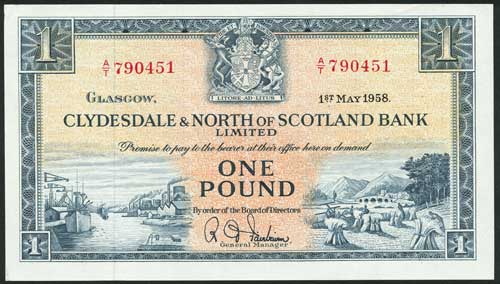 1 1
A/T 790451 A/T 790451
LITORE AD LITUS
GLASGOW, 1ST MAY 1958.
CLYDESDALE & NORTH OF SCOTLAND BANK
LIMITED
Promise to pay to the bearer at their office here on demand
ONE
POUND
By order of the Board of Directors
R. D. Fairbairn
General Manager
1 1